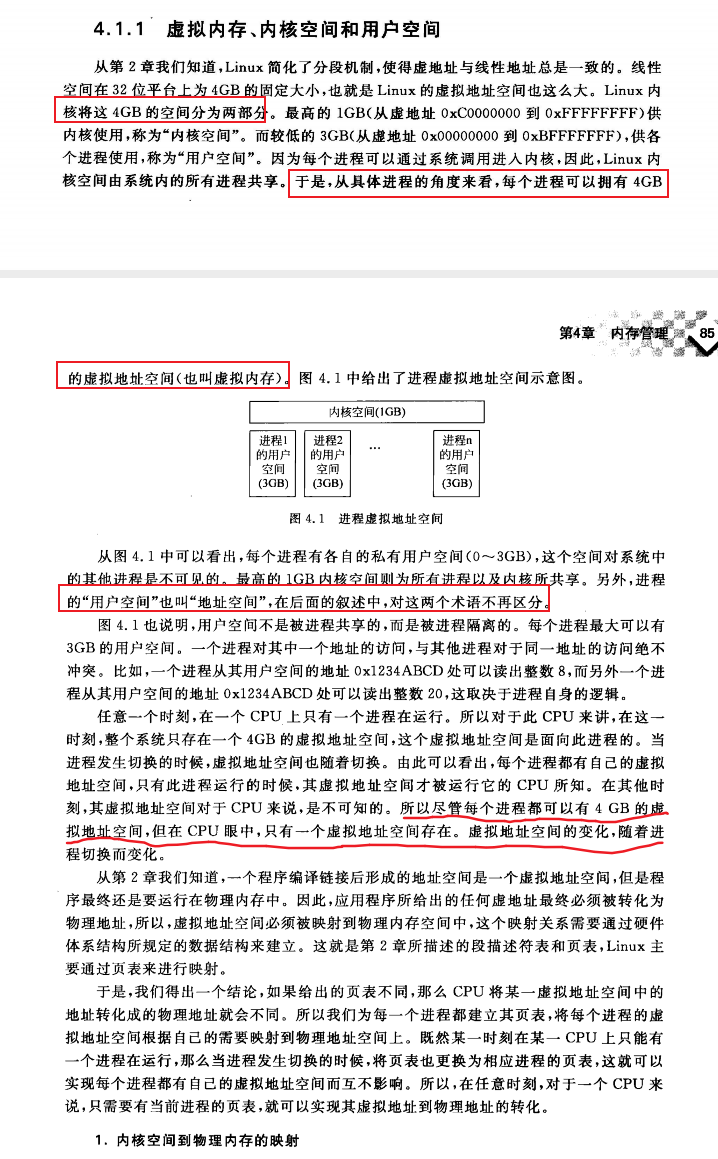 4.1.1 虚拟内存、内核空间和用户空间
从第2章我们知道,Linux 简化了分段机制,使得虚地址与线性地址总是一致的。线性
空间在 32 位平台上为 4GB 的固定大小,也就是 Linux 的虚拟地址空间也这么大。Linux 内
核将这 4GB 的空间分为两部分。最高的 1GB(从虚地址 0xC0000000 到 0xFFFFFFFF)供
内核使用,称为“内核空间”。而较低的 3GB(从虚地址 0x00000000 到 0xBFFFFFFF),供各
个进程使用,称为“用户空间”。因为每个进程可以通过系统调用进入内核,因此,Linux 内
核空间由系统内的所有进程共享。于是,从具体进程的角度来看,每个进程可以拥有 4GB
第4章 内存管理 85
的虚拟地址空间(也叫虚拟内存)。图 4.1 中给出了进程虚拟地址空间示意图。
内核空间(1GB)
进程1 进程2 … 进程n
的用户 的用户 的用户
空间 空间 空间
(3GB) (3GB) (3GB)
图 4.1 进程虚拟地址空间
从图 4.1 中可以看出,每个进程有各自的私有用户空间(0～3GB),这个空间对系统中
的其他进程是不可见的。最高的 1GB 内核空间则为所有进程以及内核所共享。另外,进程
的“用户空间”也叫“地址空间”,在后面的叙述中,对这两个术语不再区分。
图 4.1 也说明,用户空间不是被进程共享的,而是被进程隔离的。每个进程最大可以有
3GB 的用户空间。一个进程对其中一个地址的访问,与其他进程对于同一地址的访问绝不
冲突。比如,一个进程从其用户空间的地址 0x1234ABCD 处可以读出整数 8,而另外一个进
程从其用户空间的地址 0x1234ABCD 处可以读出整数 20,这取决于进程自身的逻辑。
任意一个时刻,在一个 CPU 上只有一个进程在运行。所以对于此 CPU 来讲,在这一
时刻,整个系统只存在一个 4GB 的虚拟地址空间,这个虚拟地址空间是面向此进程的。当
进程发生切换的时候,虚拟地址空间也随着切换。由此可以看出,每个进程都有自己的虚拟
地址空间,只有此进程运行的时候,其虚拟地址空间才被运行它的 CPU 所知。在其他时
刻,其虚拟地址空间对于 CPU 来说,是不可知的。所以尽管每个进程都可以有 4 GB 的虚
拟地址空间,但在 CPU 眼中,只有一个虚拟地址空间存在。虚拟地址空间的变化,随着进
程切换而变化。
从第2章我们知道,一个程序编译链接后形成的地址空间是一个虚拟地址空间,但是程
序最终还是要运行在物理内存中。因此,应用程序所给出的任何虚地址最终必须被转化为
物理地址,所以,虚拟地址空间必须被映射到物理内存空间中,这个映射关系需要通过硬件
体系结构所规定的数据结构来建立。这就是第2章所描述的段描述符表和页表,Linux 主
要通过页表来进行映射。
于是,我们得出一个结论,如果给出的页表不同,那么 CPU 将某一虚拟地址空间中的
地址转化成的物理地址就会不同。所以我们为每一个进程都建立其页表,将每个进程的虚
拟地址空间根据自己的需要映射到物理地址空间上。既然某一时刻在某一 CPU 上只能有
一个进程在运行,那么当进程发生切换的时候,将页表也更换为相应进程的页表,这就可以
实现每个进程都有自己的虚拟地址空间而互不影响。所以,在任意时刻,对于一个 CPU 来
说,只需要有当前进程的页表,就可以实现其虚拟地址到物理地址的转化。
1. 内核空间到物理内存的映射